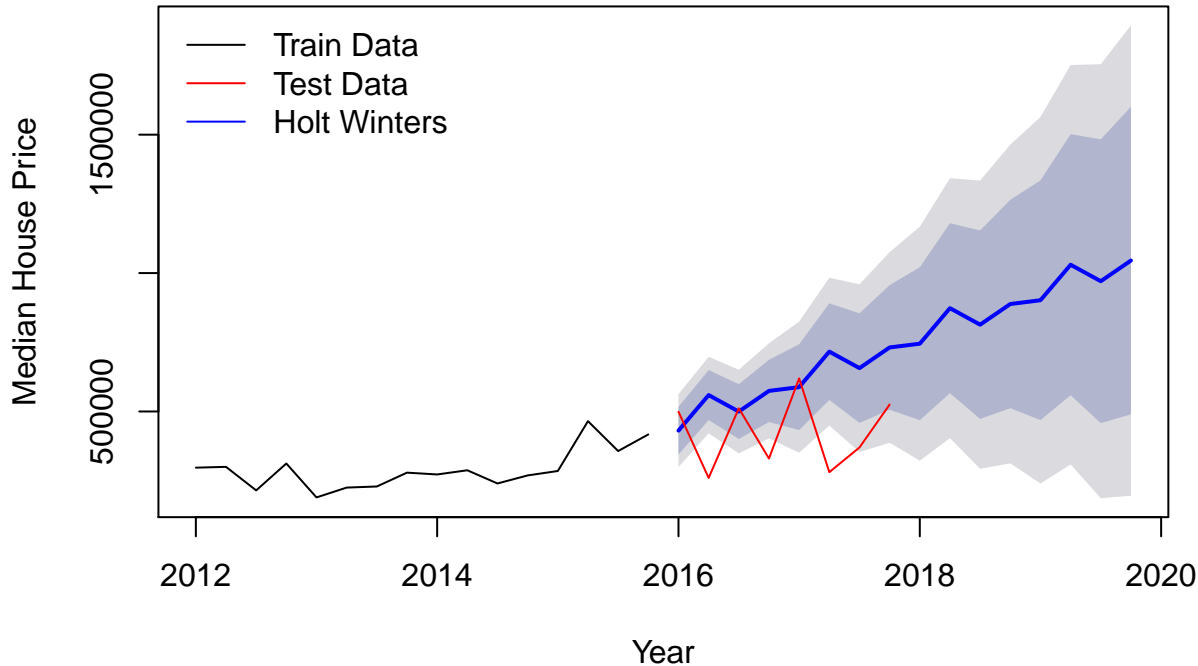 Train Data
Test Data
Holt Winters
Median House Price
1500000
500000
2012
2014
2016
2018
2020
Year